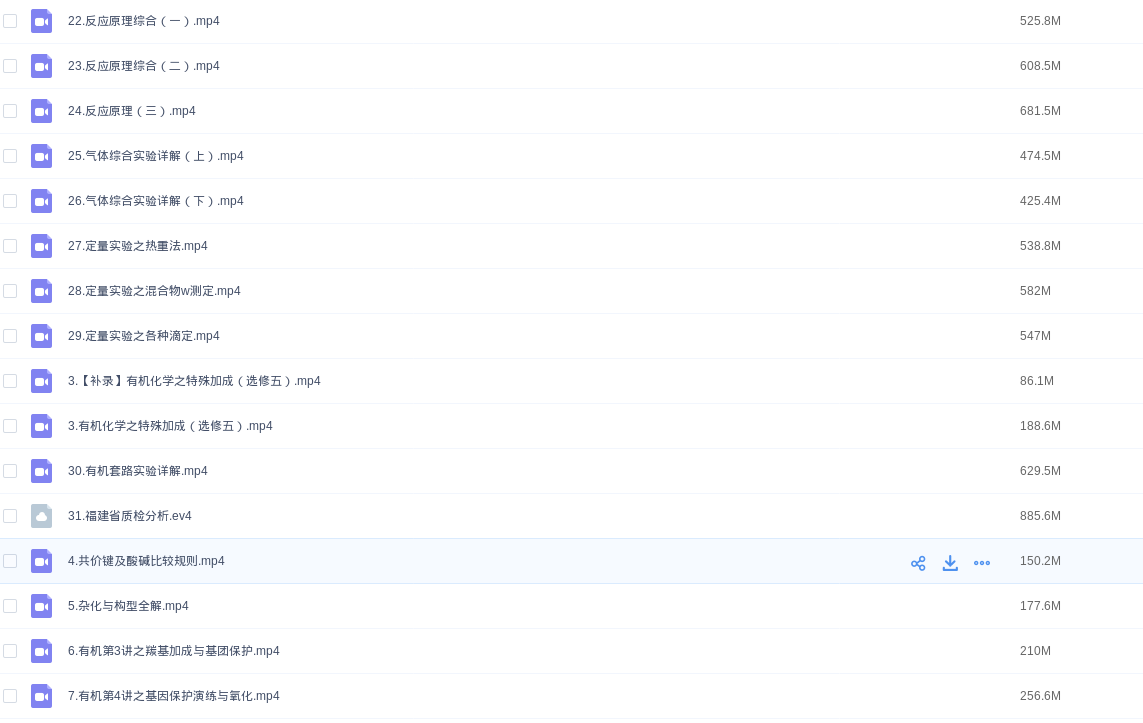 22.反应原理综合（一）.mp4 525.8M
23.反应原理综合（二）.mp4 608.5M
24.反应原理（三）.mp4 681.5M
25.气体综合实验详解（上）.mp4 474.5M
26.气体综合实验详解（下）.mp4 425.4M
27.定量实验之热重法.mp4 538.8M
28.定量实验之混合物w测定.mp4 582M
29.定量实验之各种滴定.mp4 547M
3.【补录】有机化学之特殊加成（选修五）.mp4 86.1M
3.有机化学之特殊加成（选修五）.mp4 188.6M
30.有机套路实验详解.mp4 629.5M
31.福建省质检分析.ev4 885.6M
4.共价键及酸碱比较规则.mp4 150.2M
5.杂化与构型全解.mp4 177.6M
6.有机第3讲之羰基加成与基团保护.mp4 210M
7.有机第4讲之基因保护演练与氧化.mp4 256.6M